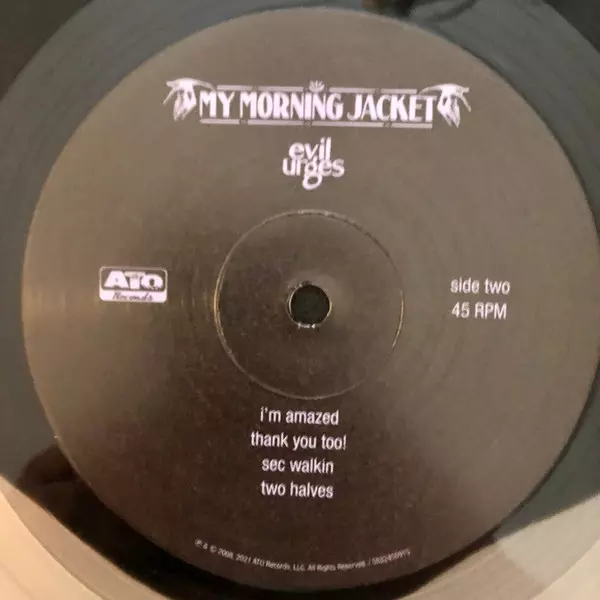 MY MORNING JACKET
evil
urges
ATO
Records
side two
45 RPM
i'm amazed
thank you too!
sec walkin
two halves
℗ & © 2008, 2021 ATO Records, LLC. All Rights Reserved. /